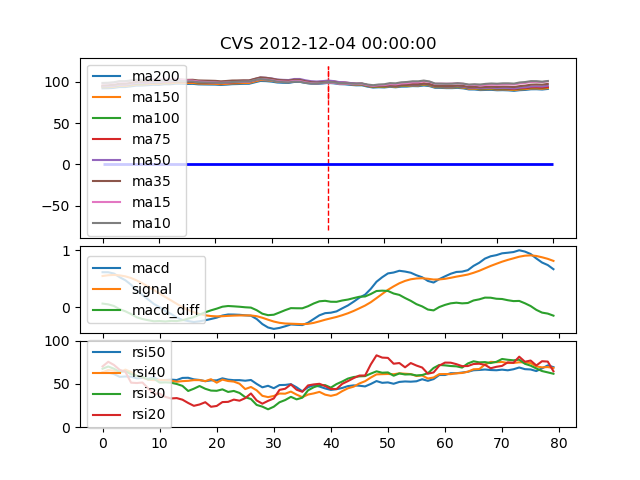 CVS 2012-12-04 00:00:00
100
50
0
−50
ma200
ma150
ma100
ma75
ma50
ma35
ma15
ma10
1
0
macd
signal
macd_diff
100
50
0
rsi50
rsi40
rsi30
rsi20
0 10 20 30 40 50 60 70 80